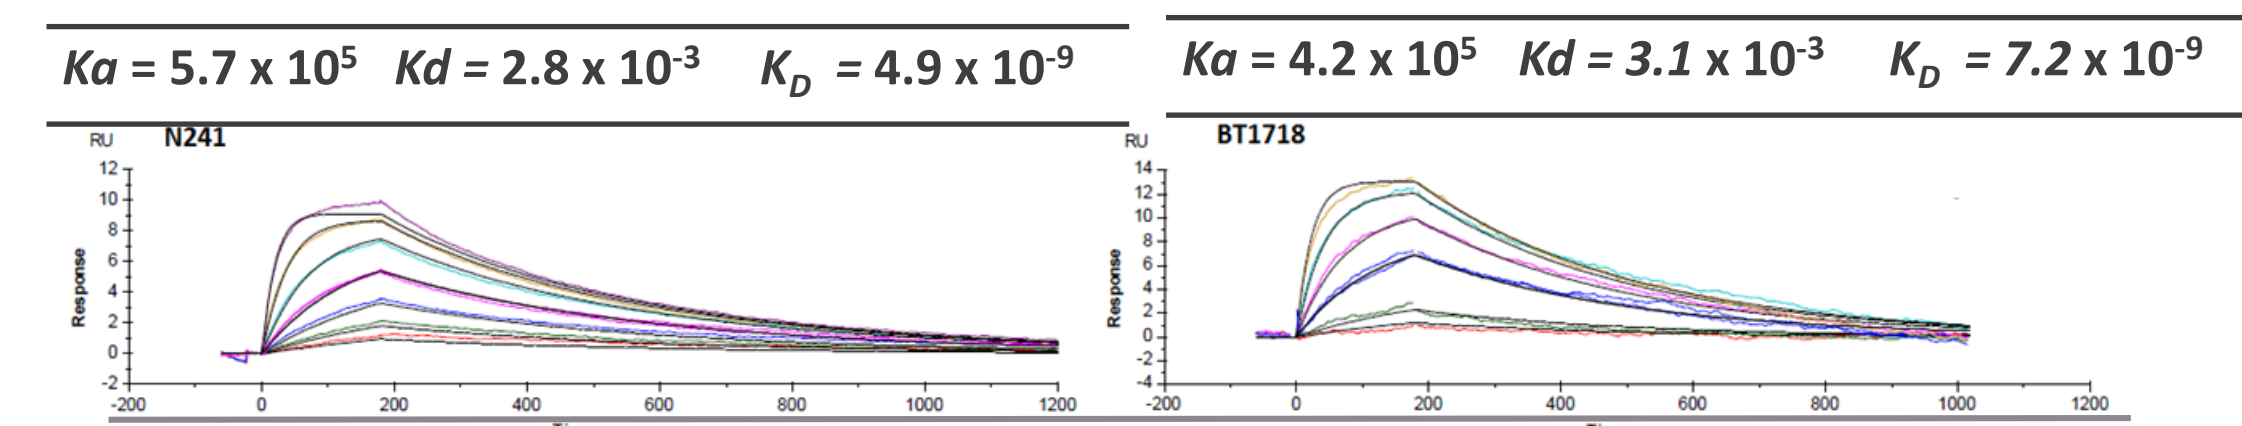 Ka = 5.7 x 10⁵ Kd = 2.8 x 10⁻³ K_D = 4.9 x 10⁻⁹
RU N241
12
10
8
6
4
2
0
-2
Response
-200 0 200 400 600 800 1000 1200
Ka = 4.2 x 10⁵ Kd = 3.1 x 10⁻³ K_D = 7.2 x 10⁻⁹
RU BT1718
14
12
10
8
6
4
2
0
-2
-4
Response
-200 0 200 400 600 800 1000 1200